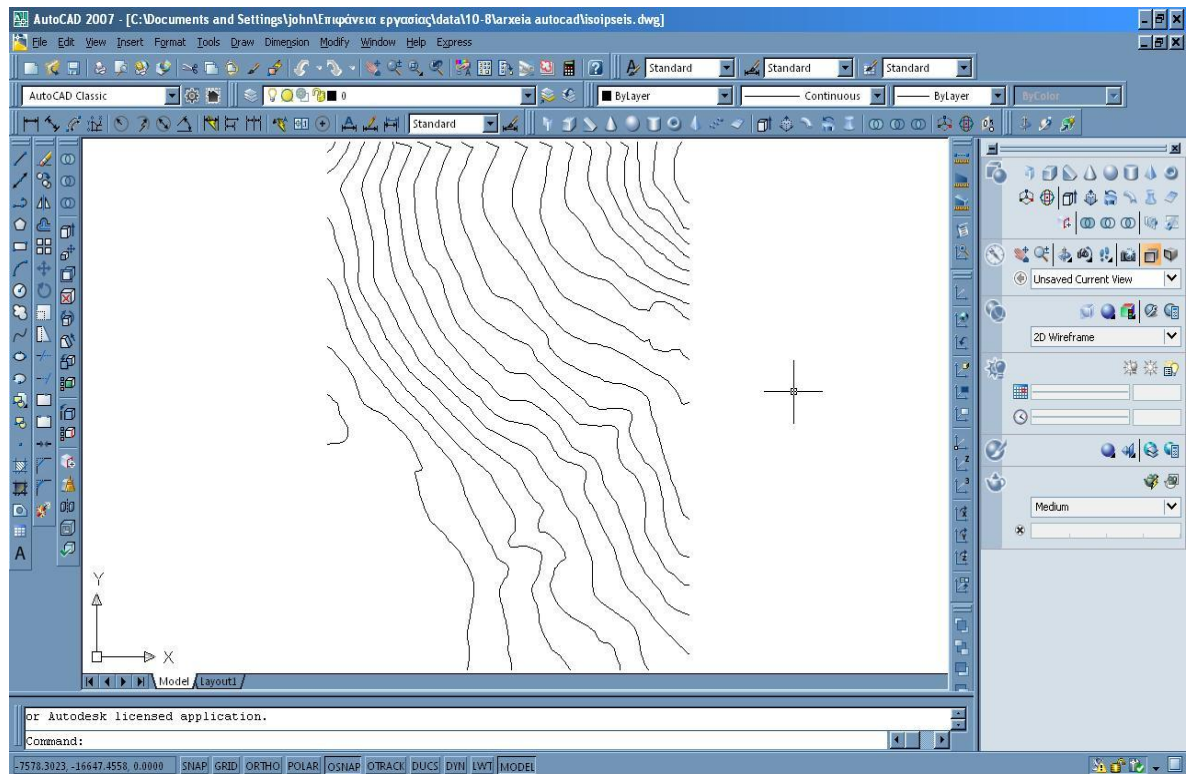 AutoCAD 2007 - [C:\Documents and Settings\john\Επιφάνεια εργασίας\data\10-8\arxeia autocad\isoipseis.dwg]
File Edit View Insert Format Tools Draw Dimension Modify Window Help Express
Standard Standard Standard
AutoCAD Classic 0 ByLayer Continuous ByLayer ByColor
Standard
Unsaved Current View
2D Wireframe
Medium
Y
X
Model Layout1
or Autodesk licensed application.
Command:
-7578.3023, -16647.4558, 0.0000 SNAP GRID ORTHO POLAR OSNAP OTRACK DUCS DYN LWT MODEL